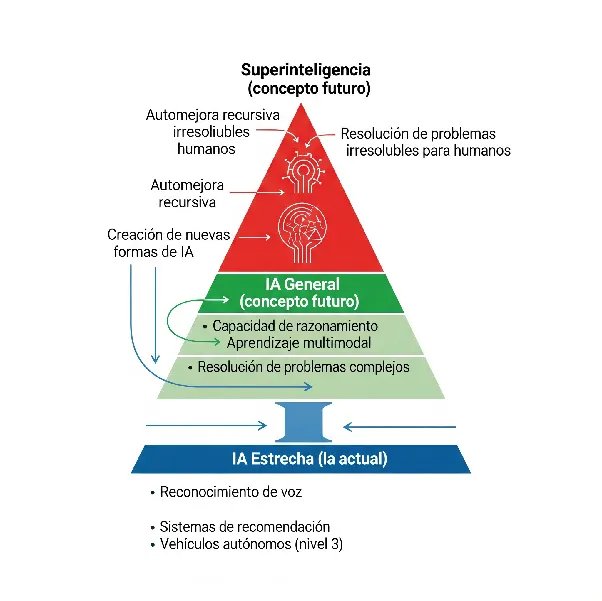 Superinteligencia
(concepto futuro)
Automejora recursiva
irresoliubles
humanos
Resolución de problemas
irresolubles para humanos
Automejora
recursiva
Creación de nuevas
formas de IA
IA General
(concepto futuro)
• Capacidad de razonamiento
Aprendizaje multimodal
• Resolución de problemas complejos
IA Estrecha (la actual)
• Reconocimiento de voz
• Sistemas de recomendación
• Vehículos autónomos (nivel 3)